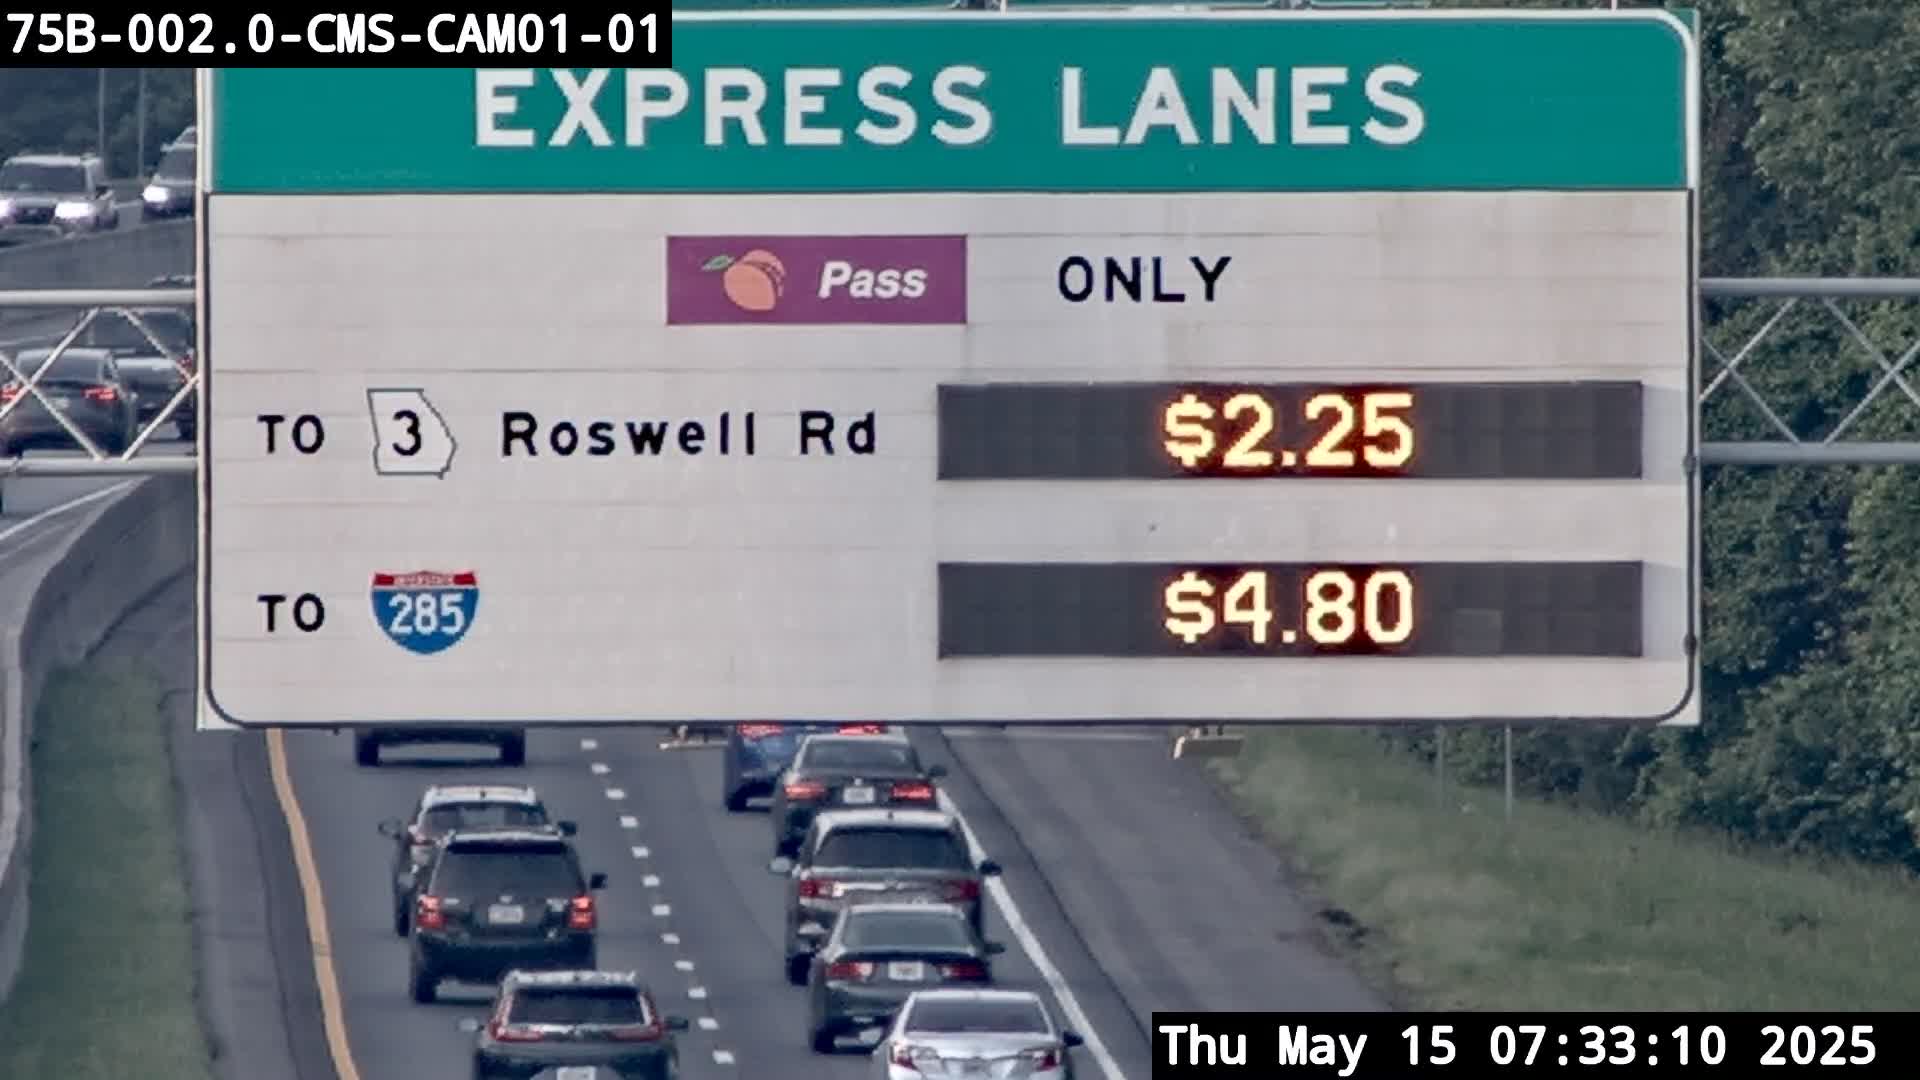 75B-002.0-CMS-CAM01-01
EXPRESS LANES
Pass ONLY
TO 3 Roswell Rd $2.25
INTERSTATE
TO 285 $4.80
Thu May 15 07:33:10 2025